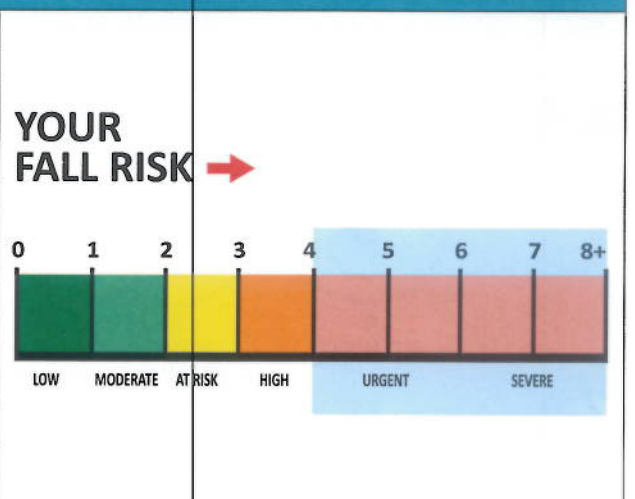 YOUR
FALL RISK
0 1 2 3 4 5 6 7 8+
LOW MODERATE AT RISK HIGH URGENT SEVERE